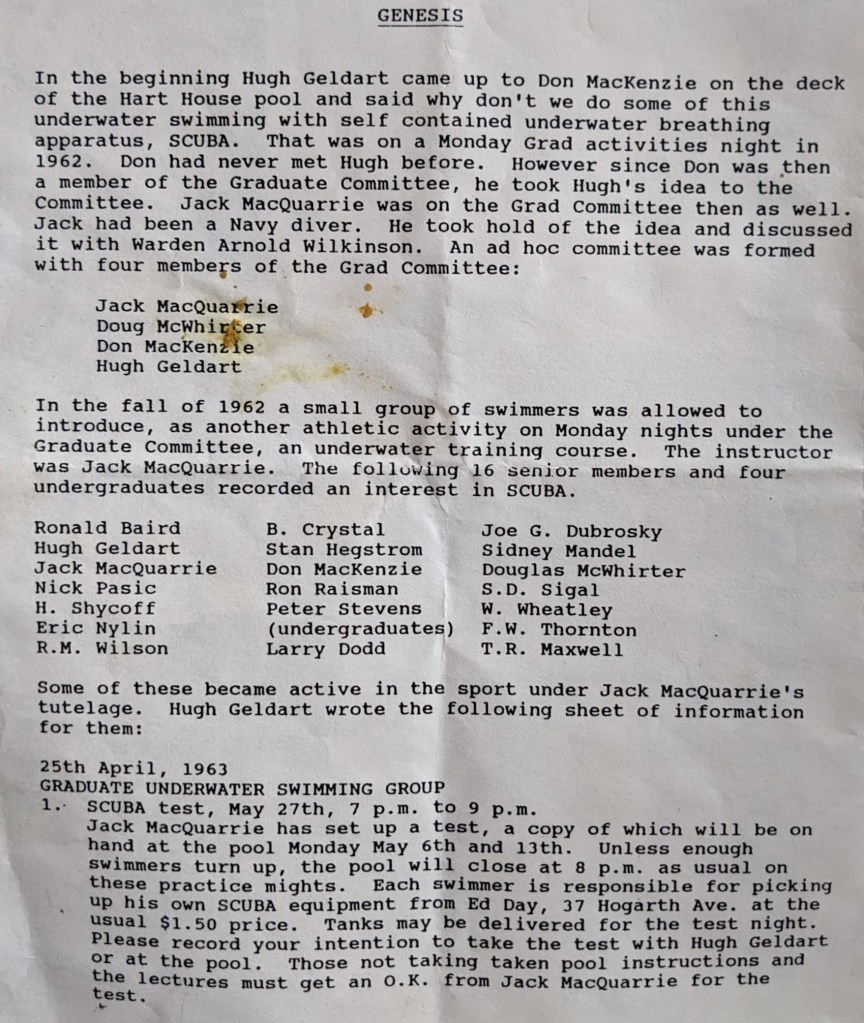 GENESIS
In the beginning Hugh Geldart came up to Don MacKenzie on the deck
of the Hart House pool and said why don't we do some of this
underwater swimming with self contained underwater breathing
apparatus, SCUBA.  That was on a Monday Grad activities night in
1962.  Don had never met Hugh before.  However since Don was then
a member of the Graduate Committee, he took Hugh's idea to the
Committee.  Jack MacQuarrie was on the Grad Committee then as well.
Jack had been a Navy diver.  He took hold of the idea and discussed
it with Warden Arnold Wilkinson.  An ad hoc committee was formed
with four members of the Grad Committee:
Jack MacQuarrie
Doug McWhirter
Don MacKenzie
Hugh Geldart
In the fall of 1962 a small group of swimmers was allowed to
introduce, as another athletic activity on Monday nights under the
Graduate Committee, an underwater training course.  The instructor
was Jack MacQuarrie.  The following 16 senior members and four
undergraduates recorded an interest in SCUBA.
Ronald Baird B. Crystal Joe G. Dubrosky
Hugh Geldart Stan Hegstrom Sidney Mandel
Jack MacQuarrie Don MacKenzie Douglas McWhirter
Nick Pasic Ron Raisman S.D. Sigal
H. Shycoff Peter Stevens W. Wheatley
Eric Nylin (undergraduates) F.W. Thornton
R.M. Wilson Larry Dodd T.R. Maxwell
Some of these became active in the sport under Jack MacQuarrie's
tutelage.  Hugh Geldart wrote the following sheet of information
for them:
25th April, 1963
GRADUATE UNDERWATER SWIMMING GROUP
1. SCUBA test, May 27th, 7 p.m. to 9 p.m.
Jack MacQuarrie has set up a test, a copy of which will be on
hand at the pool Monday May 6th and 13th.  Unless enough
swimmers turn up, the pool will close at 8 p.m. as usual on
these practice mights.  Each swimmer is responsible for picking
up his own SCUBA equipment from Ed Day, 37 Hogarth Ave. at the
usual $1.50 price.  Tanks may be delivered for the test night.
Please record your intention to take the test with Hugh Geldart
or at the pool.  Those not taking taken pool instructions and
the lectures must get an O.K. from Jack MacQuarrie for the
test.